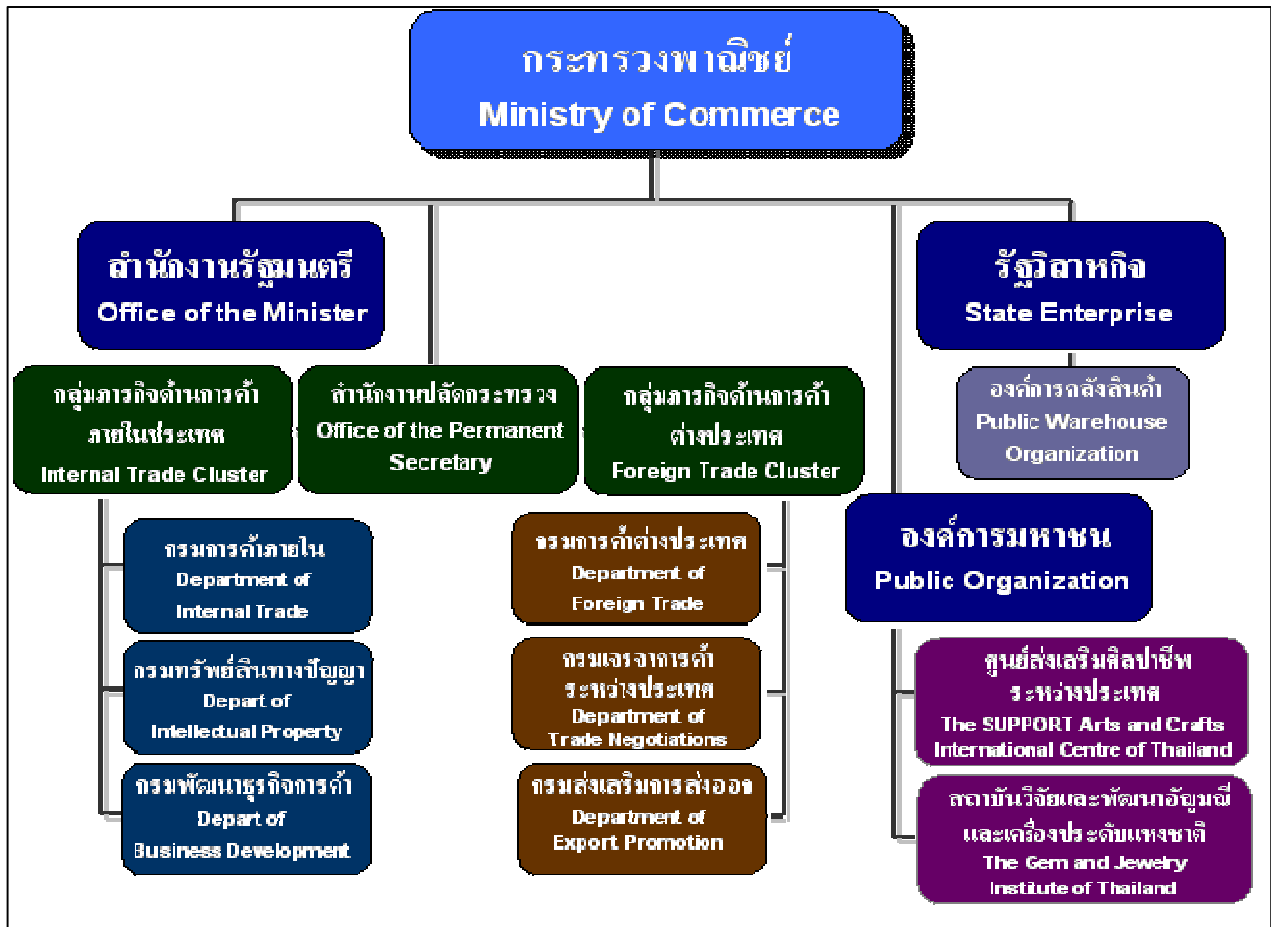 กระทรวงพาณิชย์
Ministry of Commerce
สำนักงานรัฐมนตรี
Office of the Minister
รัฐวิสาหกิจ
State Enterprise
กลุ่มภารกิจด้านการค้า
ภายในประเทศ
Internal Trade Cluster
สำนักงานปลัดกระทรวง
Office of the Permanent
Secretary
กลุ่มภารกิจด้านการค้า
ต่างประเทศ
Foreign Trade Cluster
องค์การคลังสินค้า
Public Warehouse
Organization
องค์การมหาชน
Public Organization
กรมการค้าภายใน
Department of
Internal Trade
กรมทรัพย์สินทางปัญญา
Depart of
Intellectual Property
กรมพัฒนาธุรกิจการค้า
Depart of
Business Development
กรมการค้าต่างประเทศ
Department of
Foreign Trade
กรมเจรจาการค้า
ระหว่างประเทศ
Department of
Trade Negotiations
กรมส่งเสริมการส่งออก
Department of
Export Promotion
ศูนย์ส่งเสริมศิลปาชีพ
ระหว่างประเทศ
The SUPPORT Arts and Crafts
International Centre of Thailand
สถาบันวิจัยและพัฒนาอัญมณี
และเครื่องประดับแห่งชาติ
The Gem and Jewelry
Institute of Thailand